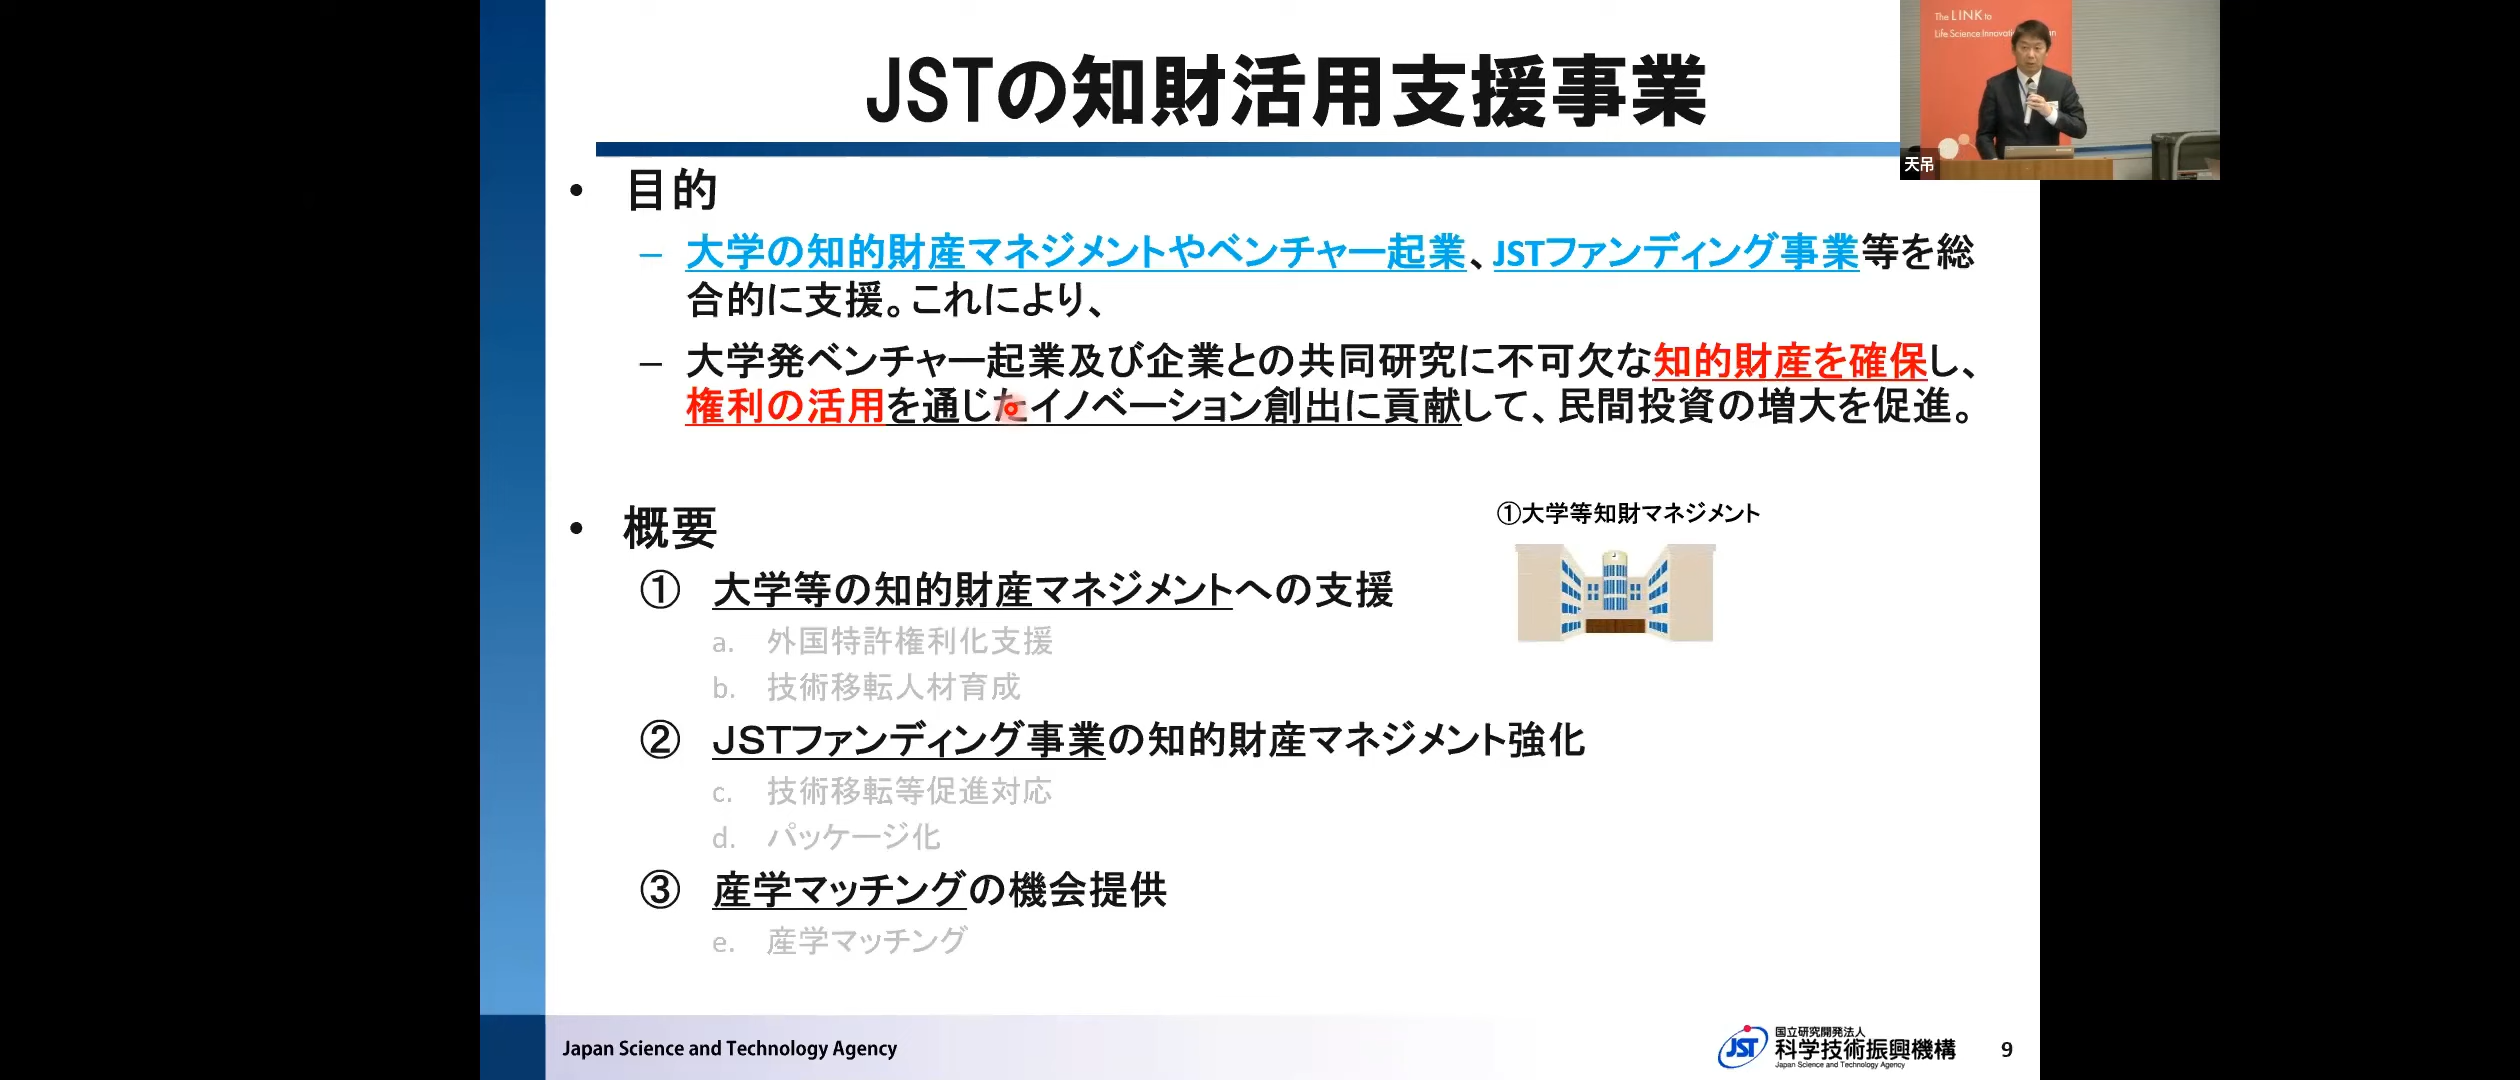 JSTの知財活用支援事業
The LINK to
Life Science Innovati
天吊
• 目的
– 大学の知的財産マネジメントやベンチャー起業、JSTファンディング事業等を総
合的に支援。これにより、
– 大学発ベンチャー起業及び企業との共同研究に不可欠な知的財産を確保し、
権利の活用を通じたイノベーション創出に貢献して、民間投資の増大を促進。
• 概要
① 大学等の知的財産マネジメントへの支援
a. 外国特許権利化支援
b. 技術移転人材育成
② JSTファンディング事業の知的財産マネジメント強化
c. 技術移転等促進対応
d. パッケージ化
③ 産学マッチングの機会提供
e. 産学マッチング
①大学等知財マネジメント
Japan Science and Technology Agency
JST
国立研究開発法人
科学技術振興機構
Japan Science and Technology Agency
9